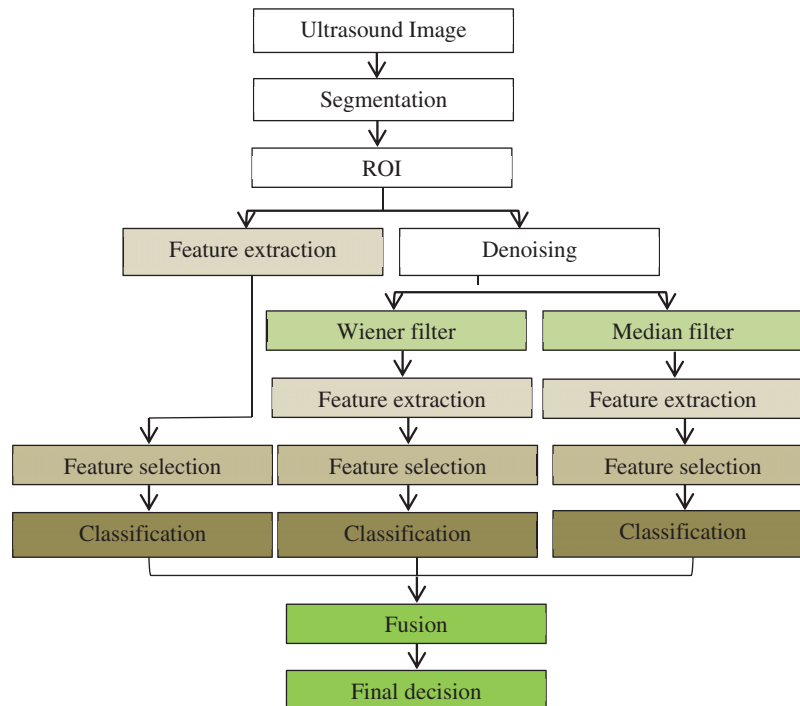 Ultrasound Image
Segmentation
ROI
Feature extraction
Denoising
Wiener filter
Median filter
Feature extraction
Feature extraction
Feature selection
Feature selection
Feature selection
Classification
Classification
Classification
Fusion
Final decision